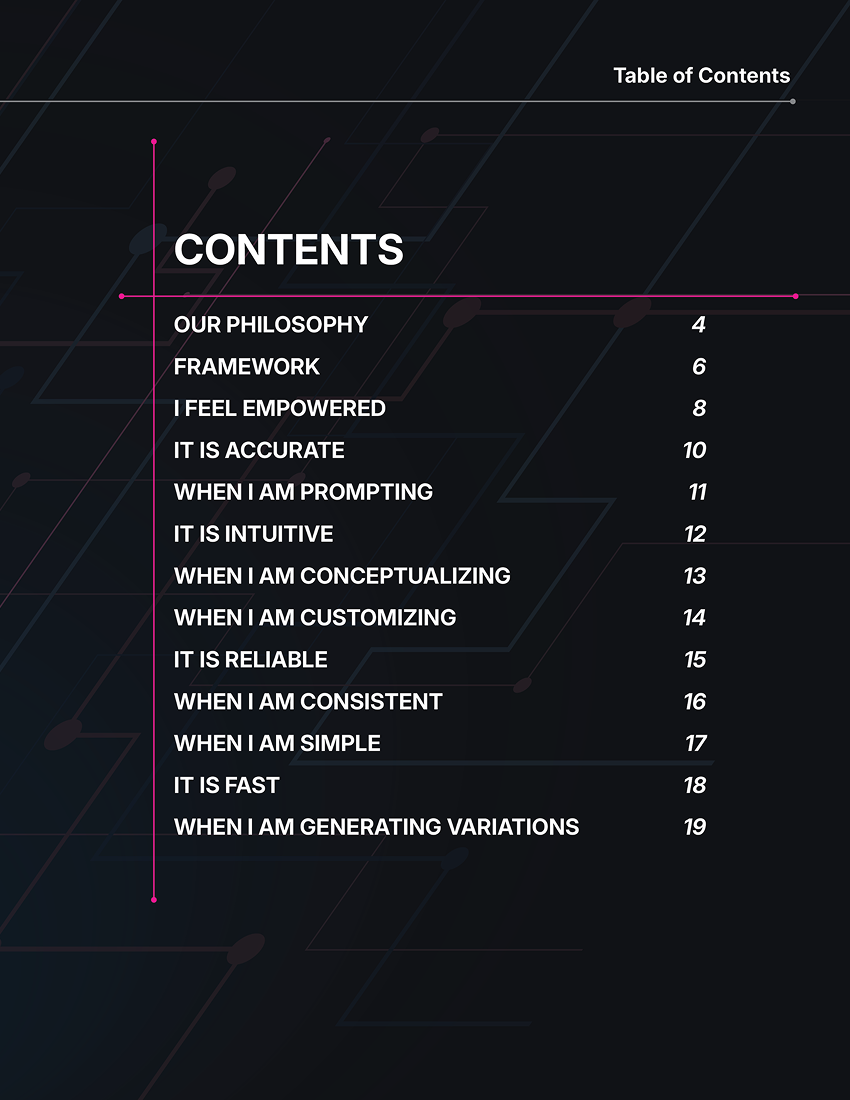 Table of Contents
CONTENTS
OUR PHILOSOPHY 4
FRAMEWORK 6
I FEEL EMPOWERED 8
IT IS ACCURATE 10
WHEN I AM PROMPTING 11
IT IS INTUITIVE 12
WHEN I AM CONCEPTUALIZING 13
WHEN I AM CUSTOMIZING 14
IT IS RELIABLE 15
WHEN I AM CONSISTENT 16
WHEN I AM SIMPLE 17
IT IS FAST 18
WHEN I AM GENERATING VARIATIONS 19